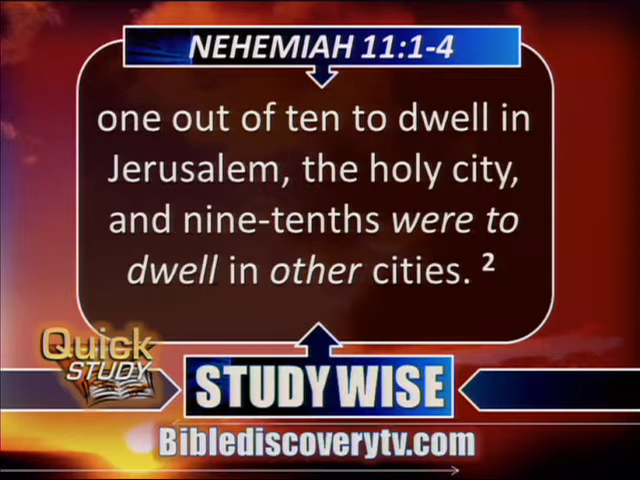 NEHEMIAH 11:1-4
one out of ten to dwell in
Jerusalem, the holy city,
and nine-tenths were to
dwell in other cities. ²
Quick
STUDY
STUDY WISE
Biblediscoverytv.com